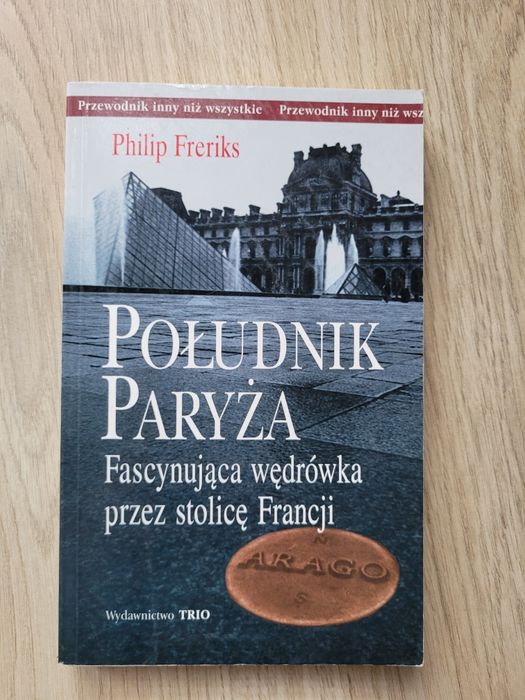 Przewodnik inny niż wszystkie Przewodnik inny niż wsz
Philip Freriks
POŁUDNIK
PARYŻA
Fascynująca wędrówka
przez stolicę Francji
N
ARAGO
S
Wydawnictwo TRIO